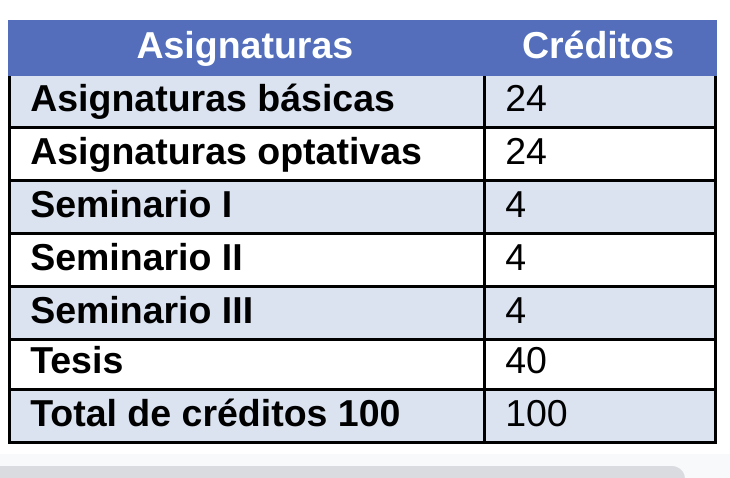 Asignaturas Créditos
Asignaturas básicas 24
Asignaturas optativas 24
Seminario I 4
Seminario II 4
Seminario III 4
Tesis 40
Total de créditos 100 100